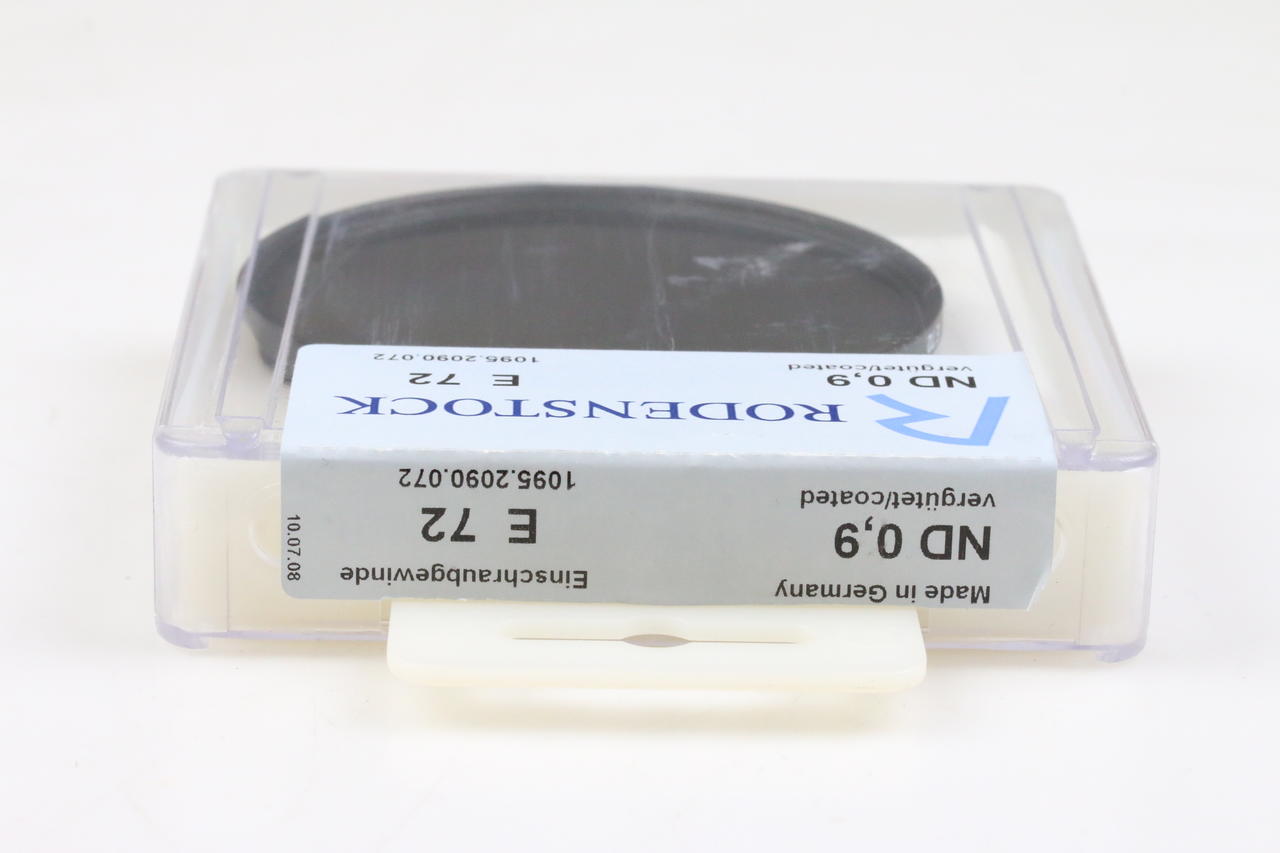 Made in Germany Einschraubgewinde
ND 0,9 E 72
vergütet/coated 1095.2090.072
10.07.08
RODENSTOCK
ND 0,9 E 72
vergütet/coated 1095.2090.072